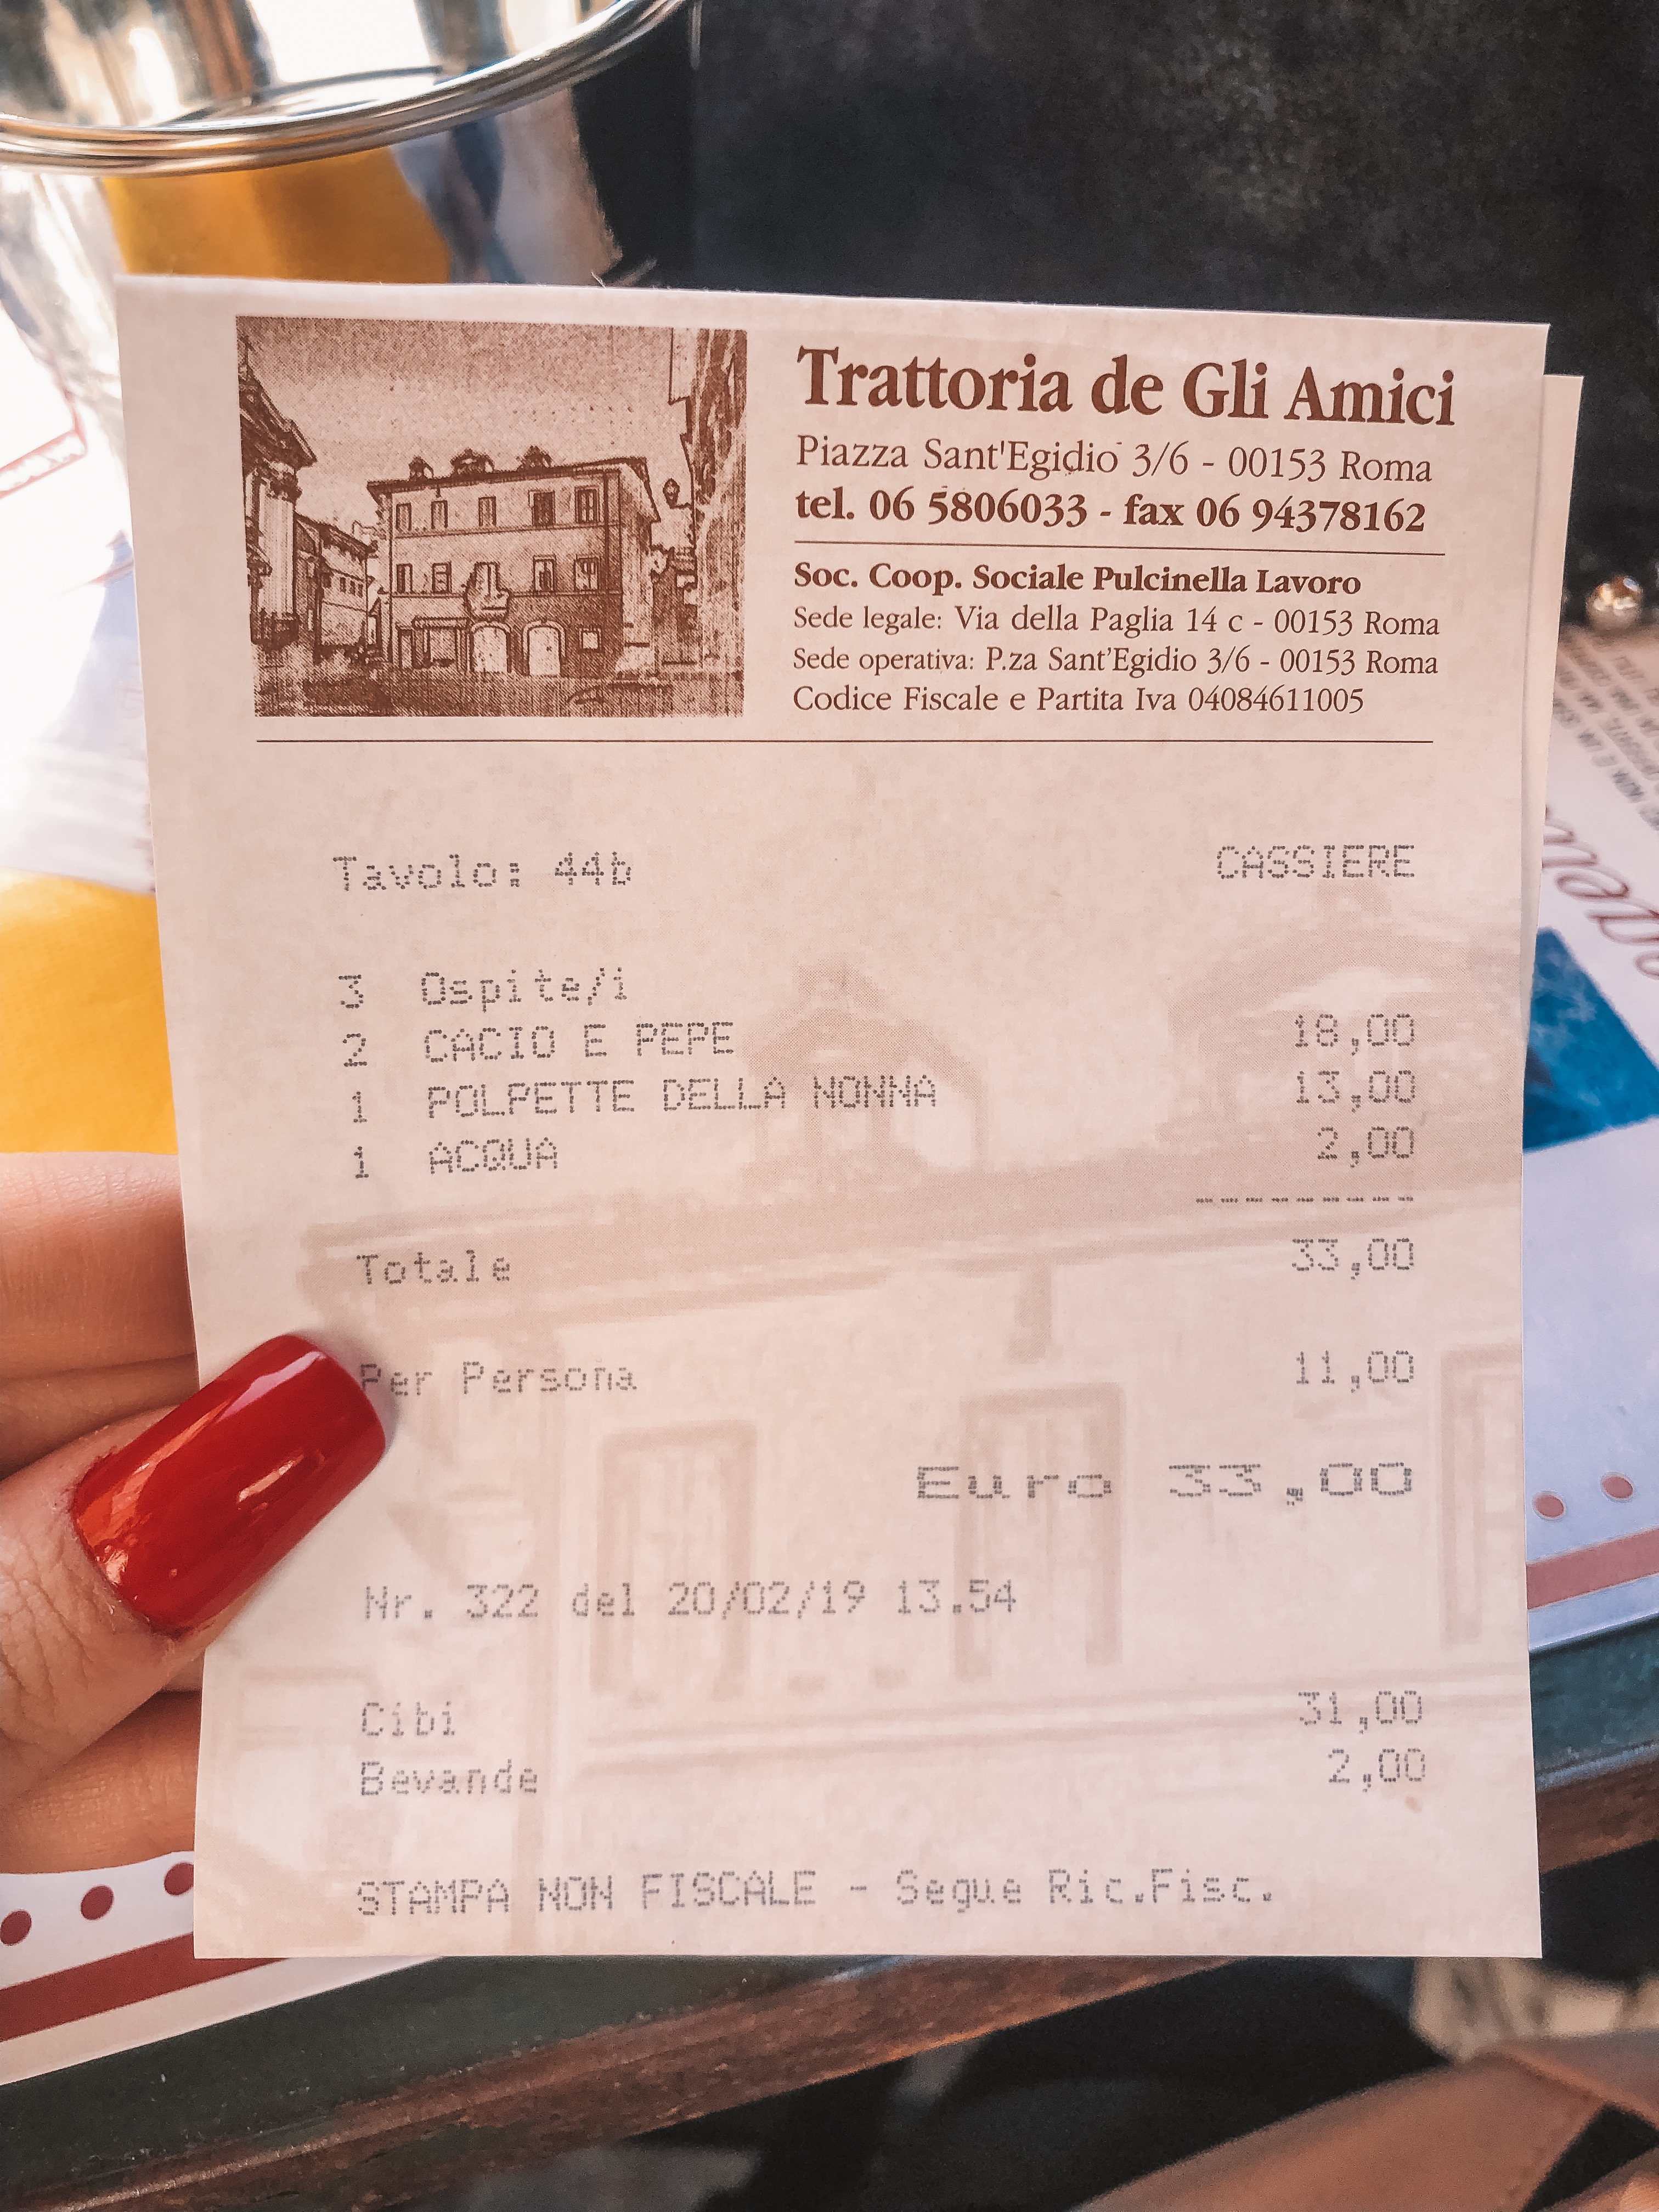 Trattoria de Gli Amici
Piazza Sant'Egidio 3/6 - 00153 Roma
tel. 06 5806033 - fax 06 94378162
Soc. Coop. Sociale Pulcinella Lavoro
Sede legale: Via della Paglia 14 c - 00153 Roma
Sede operativa: P.za Sant'Egidio 3/6 - 00153 Roma
Codice Fiscale e Partita Iva 04084611005
Tavolo: 44b CASSIERE
3 Ospite/i
2 CACIO E PEPE 18,00
1 POLPETTE DELLA NONNA 13,00
1 ACQUA 2,00
---------
Totale 33,00
Per Persona 11,00
Euro 33,00
Nr. 322 del 20/02/19 13.54
Cibi 31,00
Bevande 2,00
STAMPA NON FISCALE - Segue Ric.Fisc.